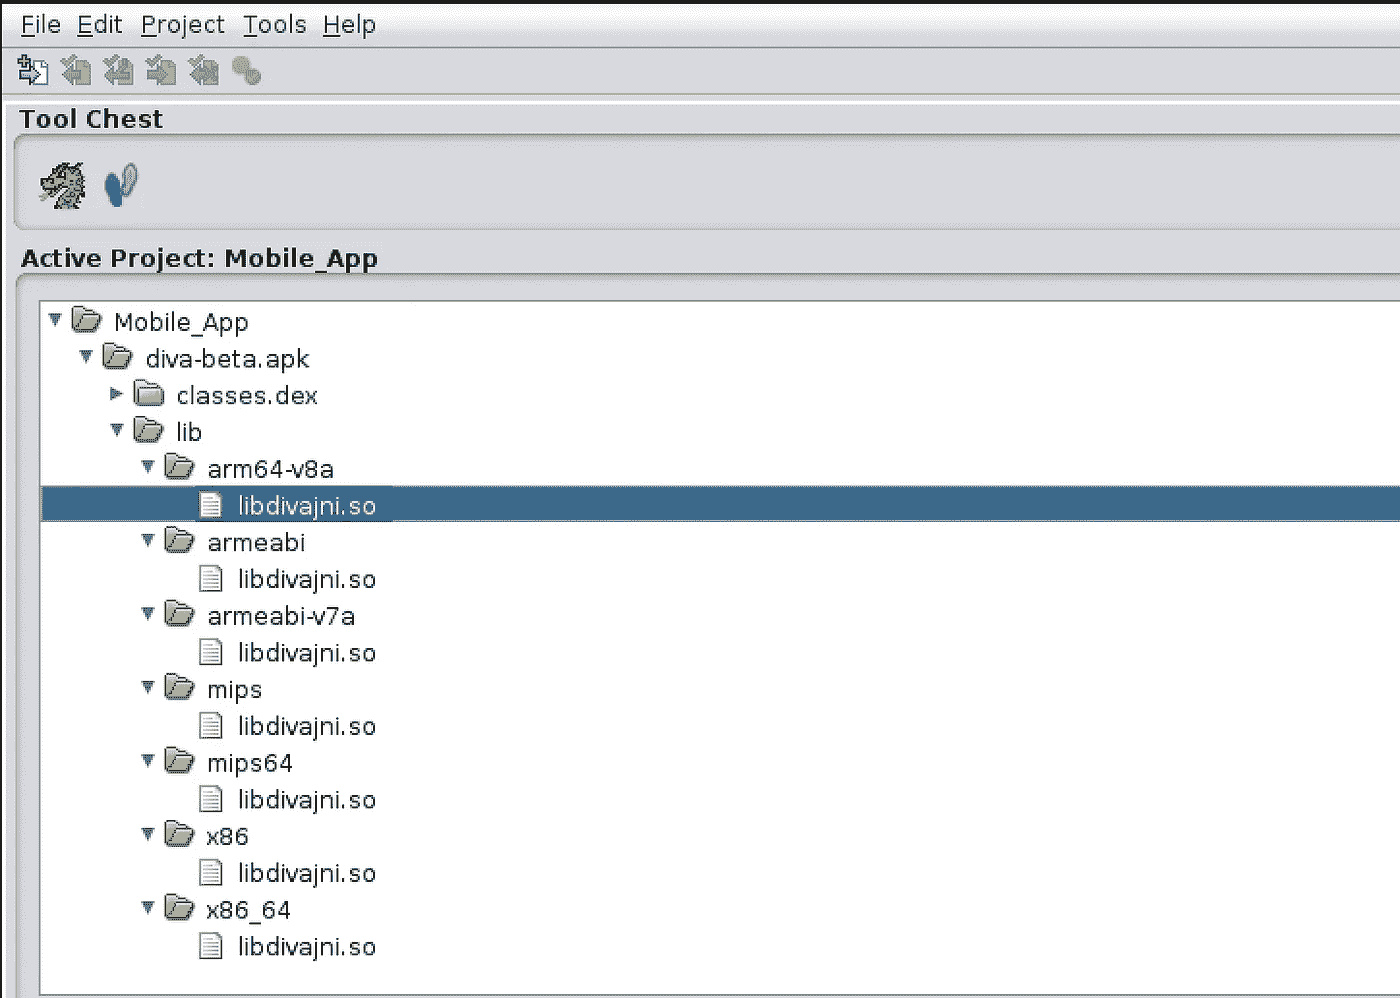 File Edit Project Tools Help
Tool Chest
Active Project: Mobile_App
Mobile_App
diva-beta.apk
classes.dex
lib
arm64-v8a
libdivajni.so
armeabi
libdivajni.so
armeabi-v7a
libdivajni.so
mips
libdivajni.so
mips64
libdivajni.so
x86
libdivajni.so
x86_64
libdivajni.so